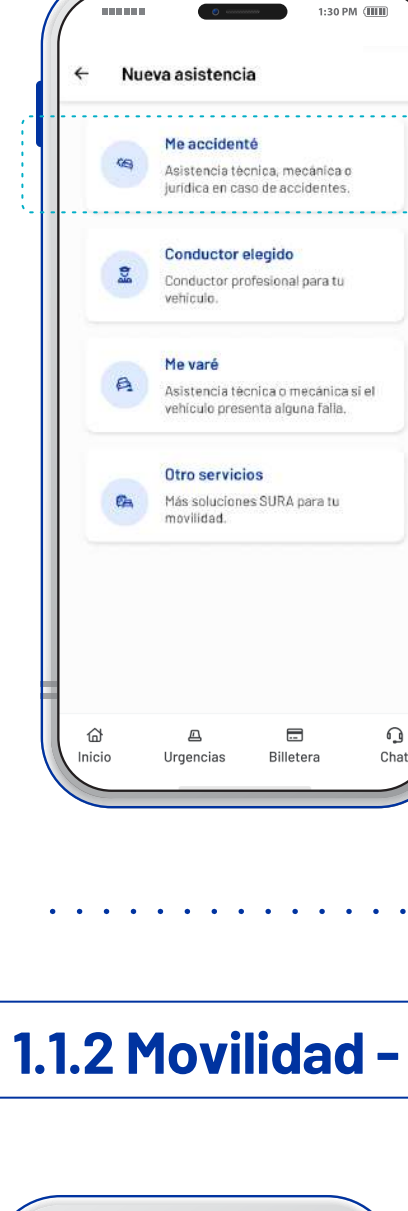 1:30 PM
Nueva asistencia
Me accidenté
Asistencia técnica, mecánica o
jurídica en caso de accidentes.
Conductor elegido
Conductor profesional para tu
vehículo.
Me varé
Asistencia técnica o mecánica si el
vehículo presenta alguna falla.
Otro servicios
Más soluciones SURA para tu
movilidad.
Inicio Urgencias Billetera Chat
1.1.2 Movilidad -